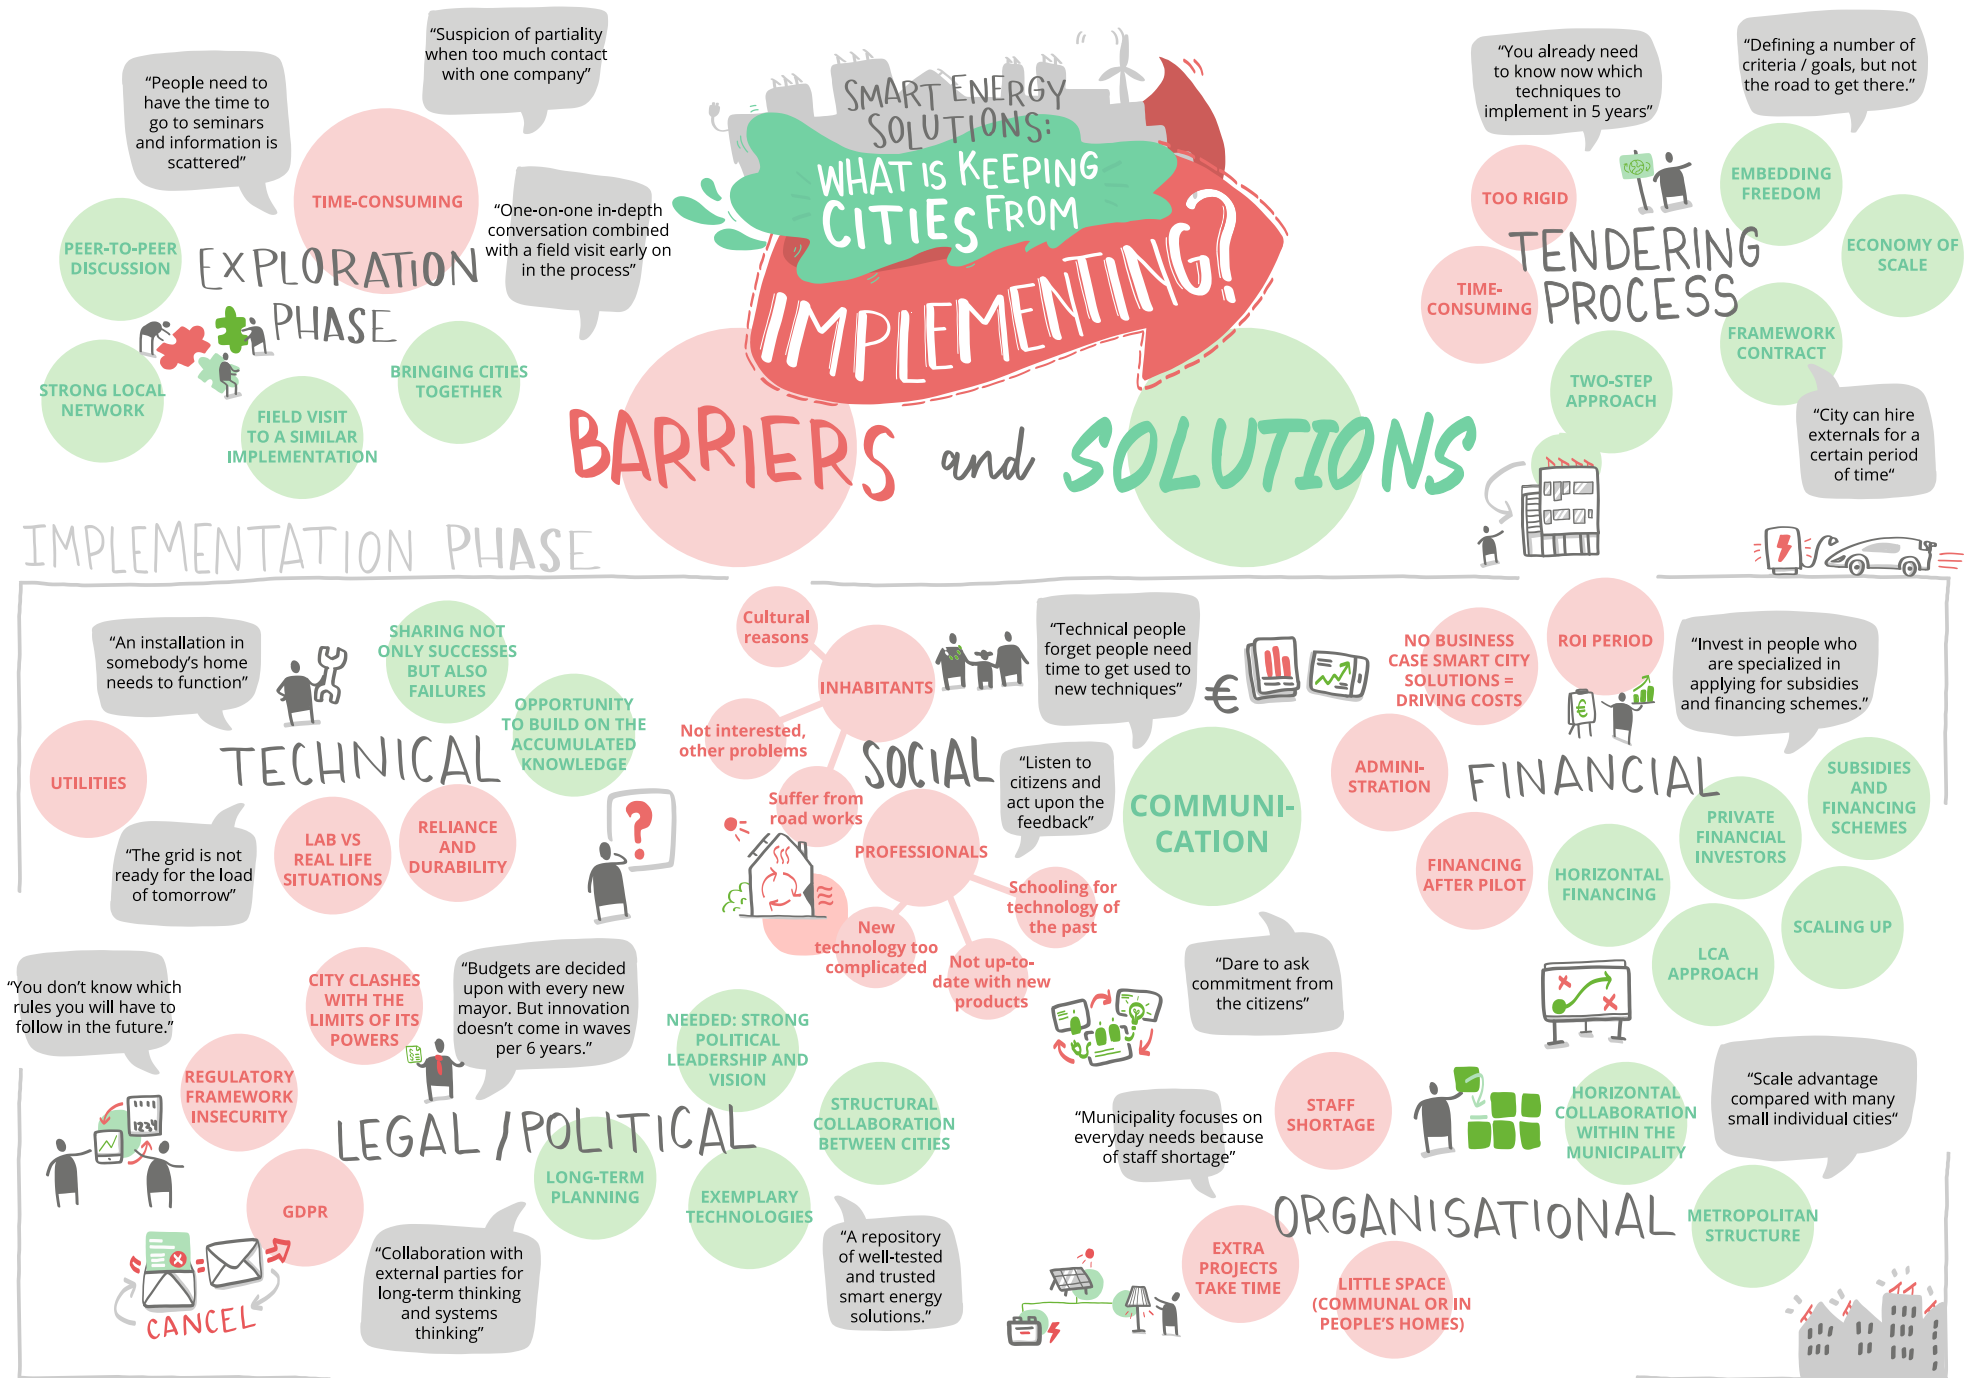 SMART ENERGY
SOLUTIONS:
WHAT IS KEEPING
CITIES FROM
IMPLEMENTING?
BARRIERS and SOLUTIONS
“People need to
have the time to
go to seminars
and information is
scattered”
“Suspicion of partiality
when too much contact
with one company”
TIME-CONSUMING
“One-on-one in-depth
conversation combined
with a field visit early on
in the process”
PEER-TO-PEER
DISCUSSION
EXPLORATION
PHASE
STRONG LOCAL
NETWORK
FIELD VISIT
TO A SIMILAR
IMPLEMENTATION
BRINGING CITIES
TOGETHER
“You already need
to know now which
techniques to
implement in 5 years”
“Defining a number of
criteria / goals, but not
the road to get there.”
TOO RIGID
EMBEDDING
FREEDOM
TENDERING
PROCESS
ECONOMY OF
SCALE
TIME-
CONSUMING
FRAMEWORK
CONTRACT
TWO-STEP
APPROACH
“City can hire
externals for a
certain period
of time“
IMPLEMENTATION PHASE
“An installation in
somebody’s home
needs to function”
SHARING NOT
ONLY SUCCESSES
BUT ALSO
FAILURES
OPPORTUNITY
TO BUILD ON THE
ACCUMULATED
KNOWLEDGE
TECHNICAL
UTILITIES
“The grid is not
ready for the load
of tomorrow”
LAB VS
REAL LIFE
SITUATIONS
RELIANCE
AND
DURABILITY
?
Cultural
reasons
INHABITANTS
Not interested,
other problems
Suffer from
road works
SOCIAL
“Technical people
forget people need
time to get used to
new techniques”
“Listen to
citizens and
act upon the
feedback”
COMMUNI-
CATION
PROFESSIONALS
Schooling for
technology of
the past
New
technology too
complicated
Not up-to-
date with new
products
“Dare to ask
commitment from
the citizens”
€
NO BUSINESS
CASE SMART CITY
SOLUTIONS =
DRIVING COSTS
ROI PERIOD
€
“Invest in people who
are specialized in
applying for subsidies
and financing schemes.”
ADMINI-
STRATION
FINANCIAL
SUBSIDIES
AND
FINANCING
SCHEMES
PRIVATE
FINANCIAL
INVESTORS
FINANCING
AFTER PILOT
HORIZONTAL
FINANCING
SCALING UP
LCA
APPROACH
“You don’t know which
rules you will have to
follow in the future.”
CITY CLASHES
WITH THE
LIMITS OF ITS
POWERS
“Budgets are decided
upon with every new
mayor. But innovation
doesn’t come in waves
per 6 years.”
REGULATORY
FRAMEWORK
INSECURITY
1234
LEGAL / POLITICAL
NEEDED: STRONG
POLITICAL
LEADERSHIP AND
VISION
STRUCTURAL
COLLABORATION
BETWEEN CITIES
LONG-TERM
PLANNING
EXEMPLARY
TECHNOLOGIES
GDPR
CANCEL
“Collaboration with
external parties for
long-term thinking
and systems
thinking”
“A repository
of well-tested
and trusted
smart energy
solutions.”
“Municipality focuses on
everyday needs because
of staff shortage”
STAFF
SHORTAGE
HORIZONTAL
COLLABORATION
WITHIN THE
MUNICIPALITY
“Scale advantage
compared with many
small individual cities“
ORGANISATIONAL
METROPOLITAN
STRUCTURE
EXTRA
PROJECTS
TAKE TIME
LITTLE SPACE
(COMMUNAL OR IN
PEOPLE’S HOMES)